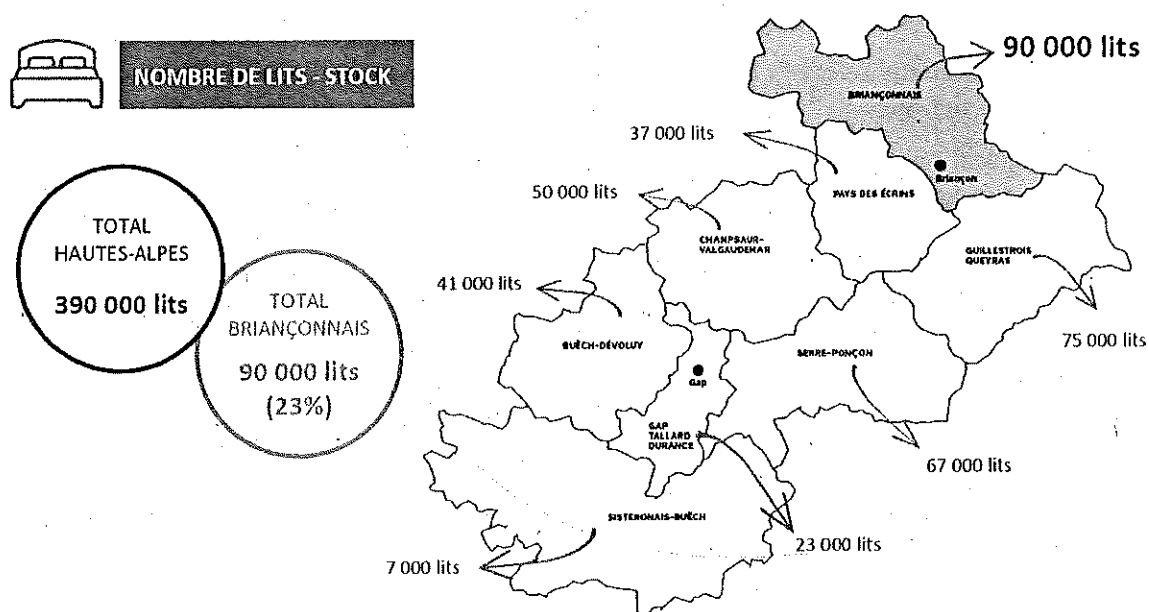 NOMBRE DE LITS - STOCK
TOTAL
HAUTES-ALPES
390 000 lits
TOTAL
BRIANÇONNAIS
90 000 lits
(23%)
90 000 lits
BRIANÇONNAIS
Briançon
37 000 lits
PAYS DES ÉCRINS
50 000 lits
CHAMPSAUR-
VALGAUDEMAR
GUILLESTROIS
QUEYRAS
75 000 lits
41 000 lits
BUËCH-DÉVOLUY
SERRE-PONÇON
67 000 lits
Gap
GAP
TALLARD
DURANCE
23 000 lits
SISTERONAIS-BUËCH
7 000 lits